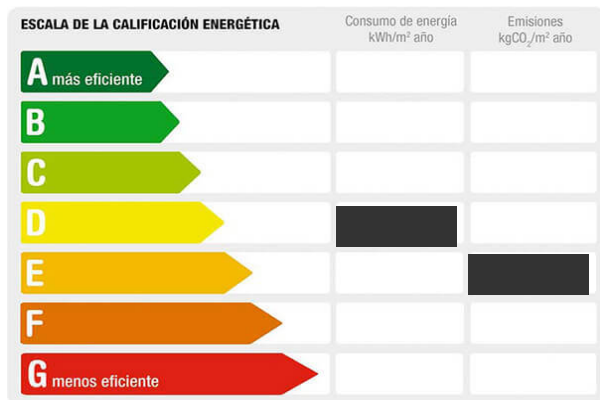 ESCALA DE LA CALIFICACIÓN ENERGÉTICA
Consumo de energía
kWh/m² año
Emisiones
kgCO₂/m² año
A más eficiente
B
C
D
E
F
G menos eficiente